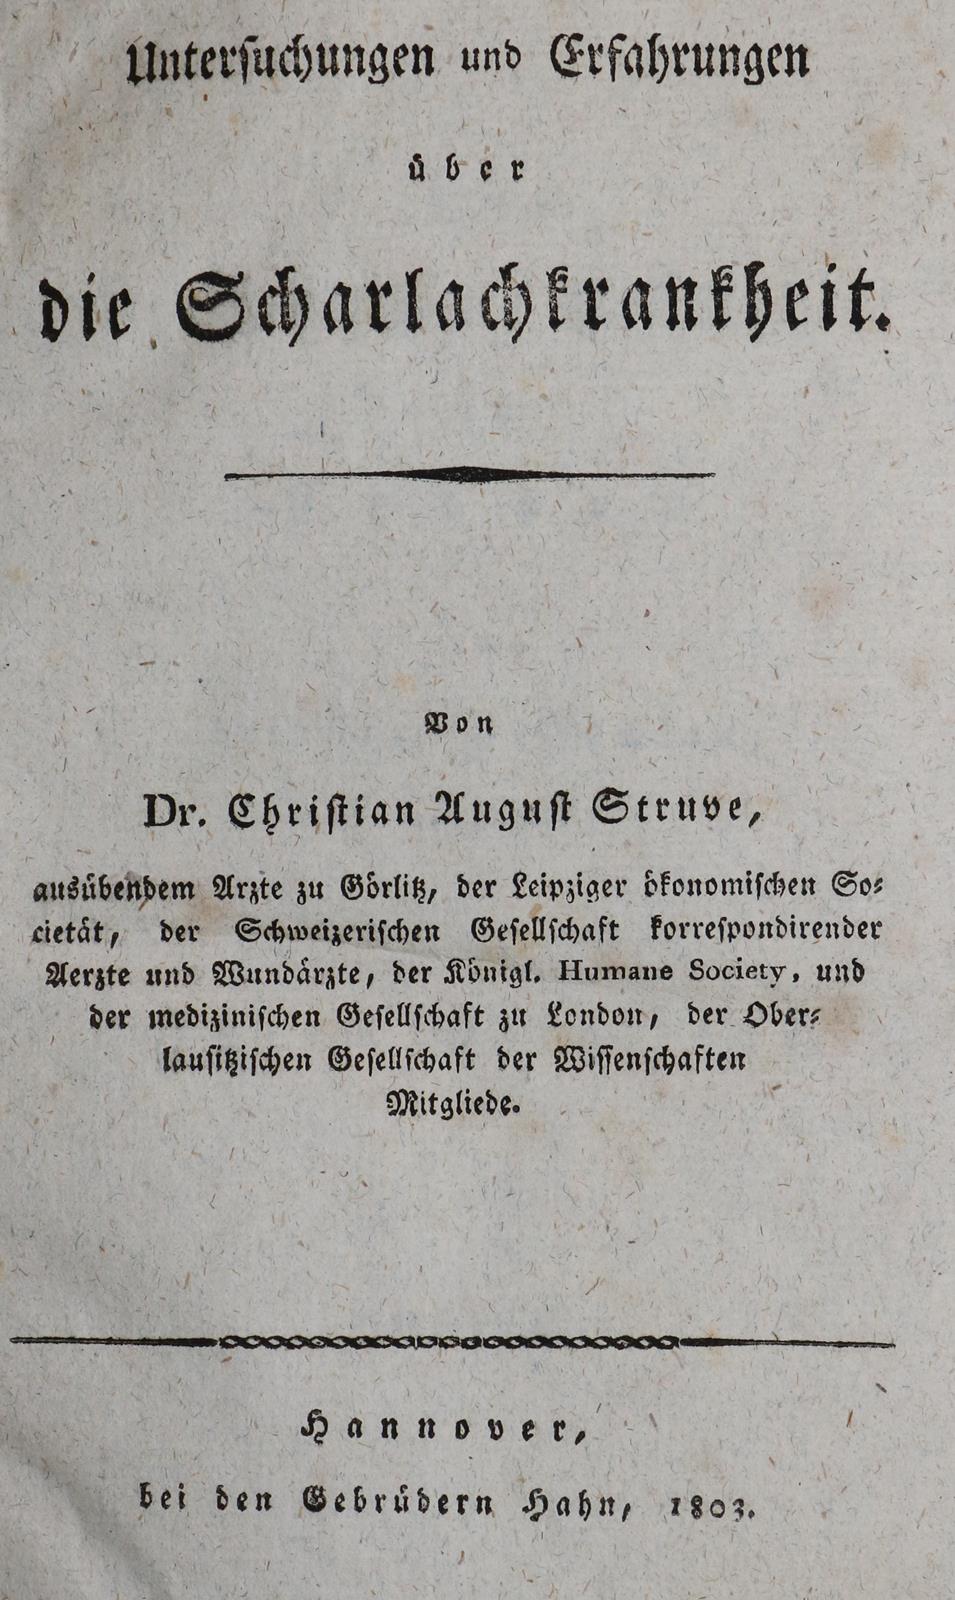 Unterſuchungen und Erfahrungen
über
die Scharlachkrankheit.
Von
Dr. Chriſtian Auguſt Struve,
ausübendem Arzte zu Görlitz, der Leipziger ökonomiſchen So⸗
cietät, der Schweizeriſchen Geſellſchaft korreſpondirender
Aerzte und Wundärzte, der Königl. Humane Society, und
der mediziniſchen Geſellſchaft zu London, der Ober⸗
lauſitziſchen Geſellſchaft der Wiſſenſchaften
Mitgliede.
Hannover,
bei den Gebrüdern Hahn, 1803.